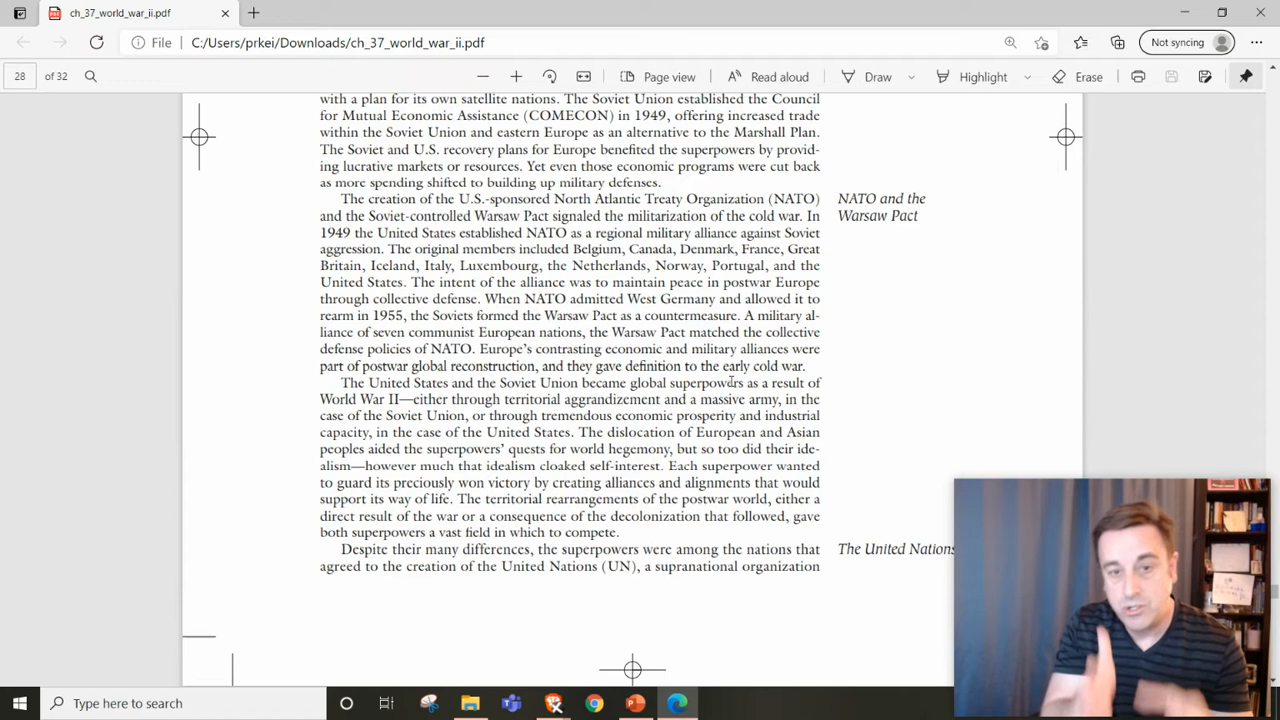 ch_37_world_war_ii.pdf
File
C:/Users/prkei/Downloads/ch_37_world_war_ii.pdf
Not syncing
28 of 32
Page view
Read aloud
Draw
Highlight
Erase
with a plan for its own satellite nations. The Soviet Union established the Council
for Mutual Economic Assistance (COMECON) in 1949, offering increased trade
within the Soviet Union and eastern Europe as an alternative to the Marshall Plan.
The Soviet and U.S. recovery plans for Europe benefited the superpowers by provid-
ing lucrative markets or resources. Yet even those economic programs were cut back
as more spending shifted to building up military defenses.
The creation of the U.S.-sponsored North Atlantic Treaty Organization (NATO)
and the Soviet-controlled Warsaw Pact signaled the militarization of the cold war. In
1949 the United States established NATO as a regional military alliance against Soviet
aggression. The original members included Belgium, Canada, Denmark, France, Great
Britain, Iceland, Italy, Luxembourg, the Netherlands, Norway, Portugal, and the
United States. The intent of the alliance was to maintain peace in postwar Europe
through collective defense. When NATO admitted West Germany and allowed it to
rearm in 1955, the Soviets formed the Warsaw Pact as a countermeasure. A military al-
liance of seven communist European nations, the Warsaw Pact matched the collective
defense policies of NATO. Europe's contrasting economic and military alliances were
part of postwar global reconstruction, and they gave definition to the early cold war.
The United States and the Soviet Union became global superpowers as a result of
World War II—either through territorial aggrandizement and a massive army, in the
case of the Soviet Union, or through tremendous economic prosperity and industrial
capacity, in the case of the United States. The dislocation of European and Asian
peoples aided the superpowers' quests for world hegemony, but so too did their ide-
alism—however much that idealism cloaked self-interest. Each superpower wanted
to guard its preciously won victory by creating alliances and alignments that would
support its way of life. The territorial rearrangements of the postwar world, either a
direct result of the war or a consequence of the decolonization that followed, gave
both superpowers a vast field in which to compete.
Despite their many differences, the superpowers were among the nations that
agreed to the creation of the United Nations (UN), a supranational organization
NATO and the
Warsaw Pact
The United Nations
Type here to search